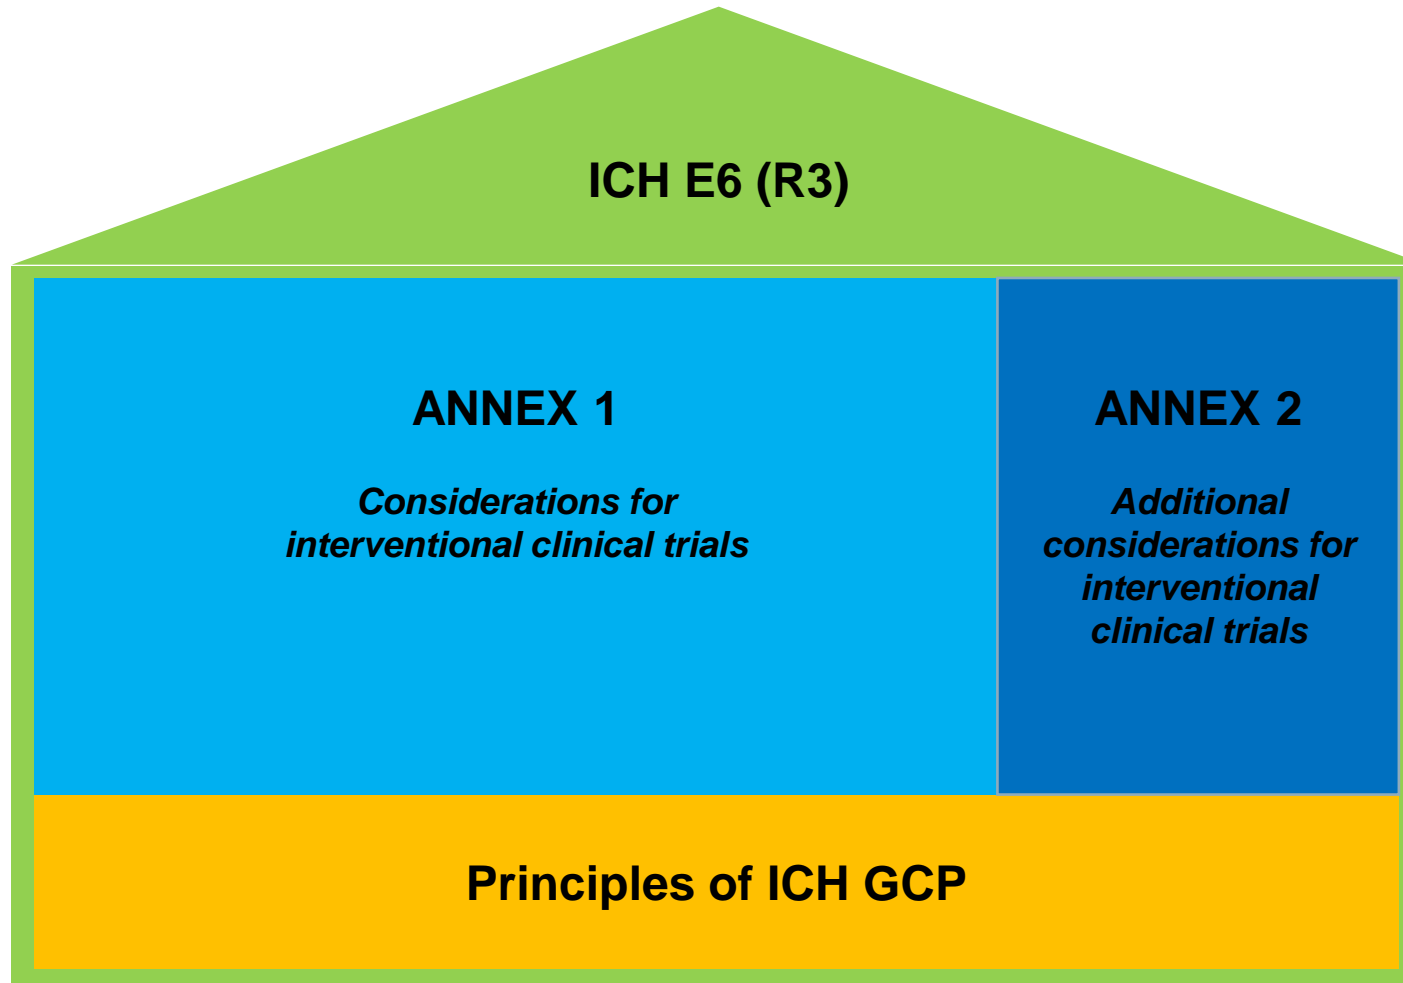 ICH E6 (R3)
ANNEX 1
Considerations for
interventional clinical trials
ANNEX 2
Additional
considerations for
interventional
clinical trials
Principles of ICH GCP